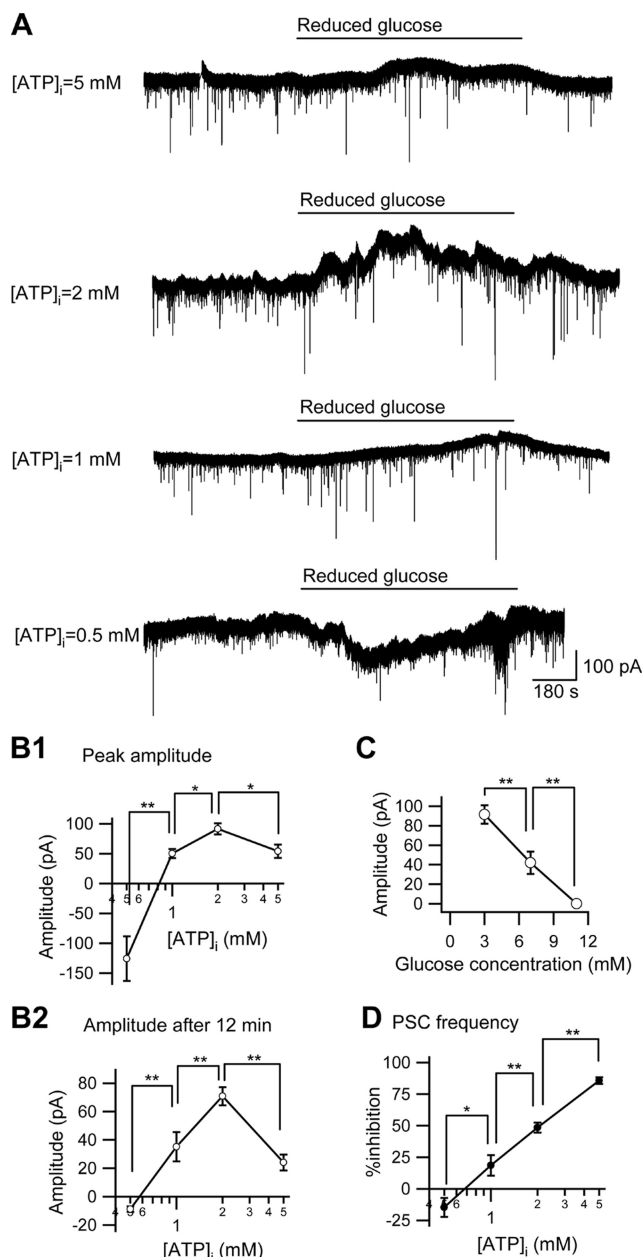 A
Reduced glucose
[ATP]i=5 mM
Reduced glucose
[ATP]i=2 mM
Reduced glucose
[ATP]i=1 mM
Reduced glucose
[ATP]i=0.5 mM
100 pA
180 s
B1
Peak amplitude
** * *
Amplitude (pA)
100
50
0
-50
-100
-150
4 5 6 1 2 3 4 5
[ATP]i (mM)
C
** **
Amplitude (pA)
100
80
60
40
20
0
0 3 6 9 12
Glucose concentration (mM)
B2
Amplitude after 12 min
** ** **
Amplitude (pA)
80
60
40
20
0
-20
4 5 6 1 2 3 4 5
[ATP]i (mM)
D
PSC frequency
* ** **
%inhibition
100
75
50
25
0
-25
4 5 6 1 2 3 4 5
[ATP]i (mM)